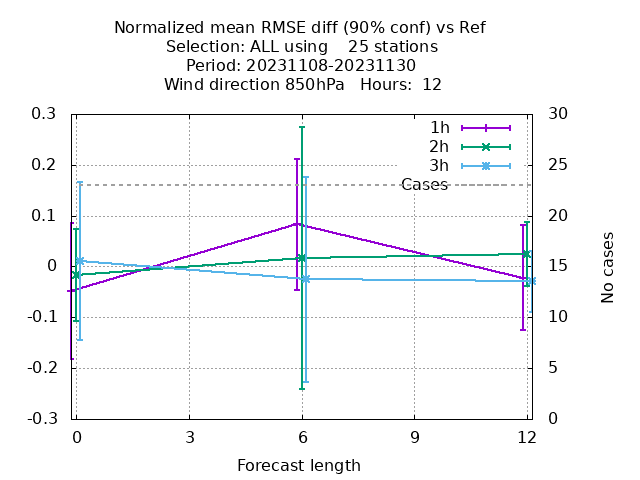 Normalized mean RMSE diff (90% conf) vs Ref
Selection: ALL using    25 stations
Period: 20231108-20231130
Wind direction 850hPa   Hours:  12
0.3
0.2
0.1
0
-0.1
-0.2
-0.3
30
25
20
15
10
5
0
1h
2h
3h
Cases
No cases
0 3 6 9 12
Forecast length